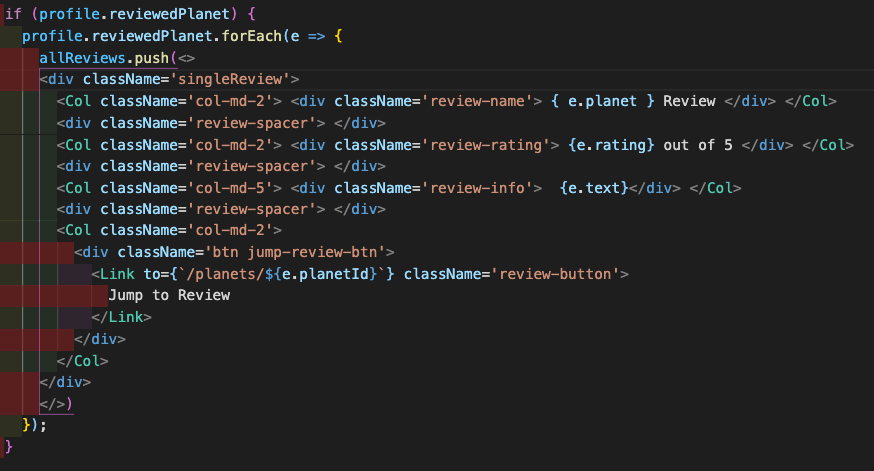 if (profile.reviewedPlanet) {
profile.reviewedPlanet.forEach(e => {
allReviews.push(<>
<div className='singleReview'>
<Col className='col-md-2'> <div className='review-name'> { e.planet } Review </div> </Col>
<div className='review-spacer'> </div>
<Col className='col-md-2'> <div className='review-rating'> {e.rating} out of 5 </div> </Col>
<div className='review-spacer'> </div>
<Col className='col-md-5'> <div className='review-info'>  {e.text}</div> </Col>
<div className='review-spacer'> </div>
<Col className='col-md-2'>
<div className='btn jump-review-btn'>
<Link to={`/planets/${e.planetId}`} className='review-button'>
Jump to Review
</Link>
</div>
</Col>
</div>
</>)
});
}